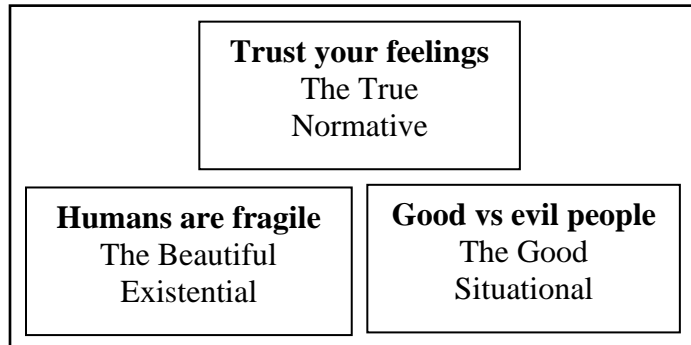 Trust your feelings
The True
Normative
Humans are fragile
The Beautiful
Existential
Good vs evil people
The Good
Situational